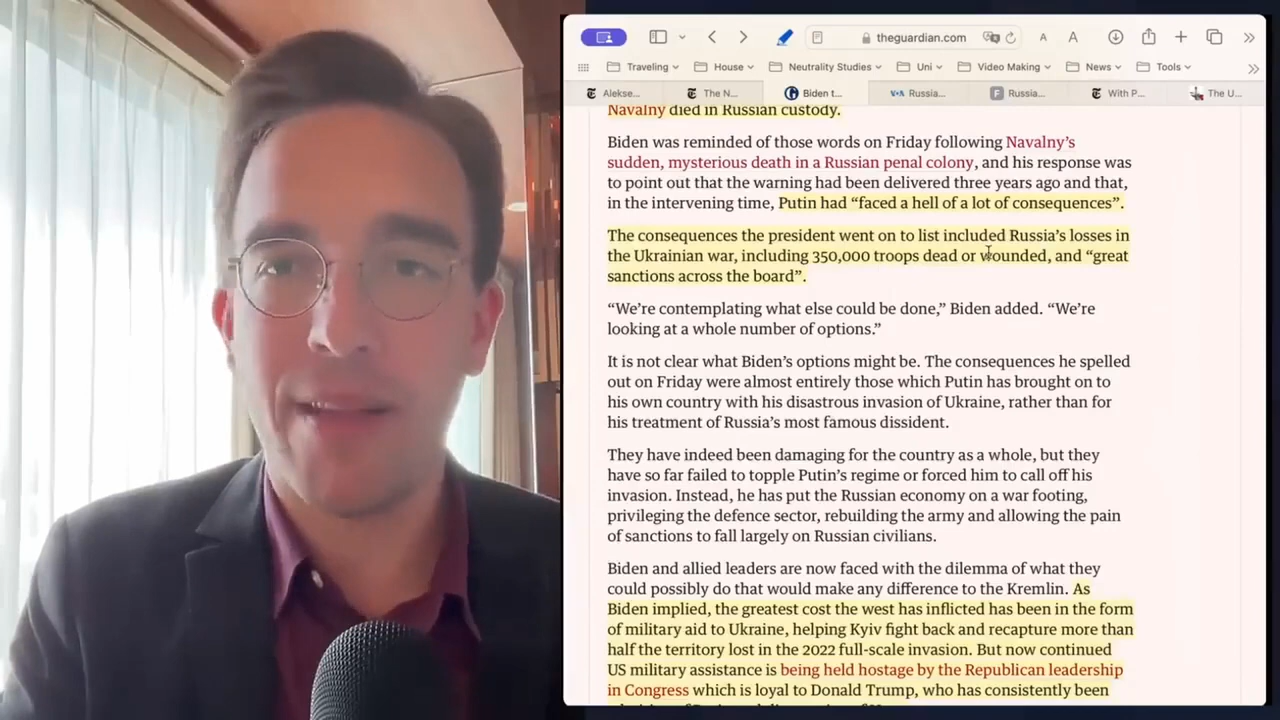 theguardian.com
A
A
Traveling
House
Neutrality Studies
Uni
Video Making
News
Tools
Alekse...
The N...
Biden t...
VOA
Russia...
F
Russia...
With P...
The U...
Navalny died in Russian custody.
Biden was reminded of those words on Friday following Navalny’s
sudden, mysterious death in a Russian penal colony, and his response was
to point out that the warning had been delivered three years ago and that,
in the intervening time, Putin had “faced a hell of a lot of consequences”.
The consequences the president went on to list included Russia’s losses in
the Ukrainian war, including 350,000 troops dead or wounded, and “great
sanctions across the board”.
“We’re contemplating what else could be done,” Biden added. “We’re
looking at a whole number of options.”
It is not clear what Biden’s options might be. The consequences he spelled
out on Friday were almost entirely those which Putin has brought on to
his own country with his disastrous invasion of Ukraine, rather than for
his treatment of Russia’s most famous dissident.
They have indeed been damaging for the country as a whole, but they
have so far failed to topple Putin’s regime or forced him to call off his
invasion. Instead, he has put the Russian economy on a war footing,
privileging the defence sector, rebuilding the army and allowing the pain
of sanctions to fall largely on Russian civilians.
Biden and allied leaders are now faced with the dilemma of what they
could possibly do that would make any difference to the Kremlin. As
Biden implied, the greatest cost the west has inflicted has been in the form
of military aid to Ukraine, helping Kyiv fight back and recapture more than
half the territory lost in the 2022 full-scale invasion. But now continued
US military assistance is being held hostage by the Republican leadership
in Congress which is loyal to Donald Trump, who has consistently been